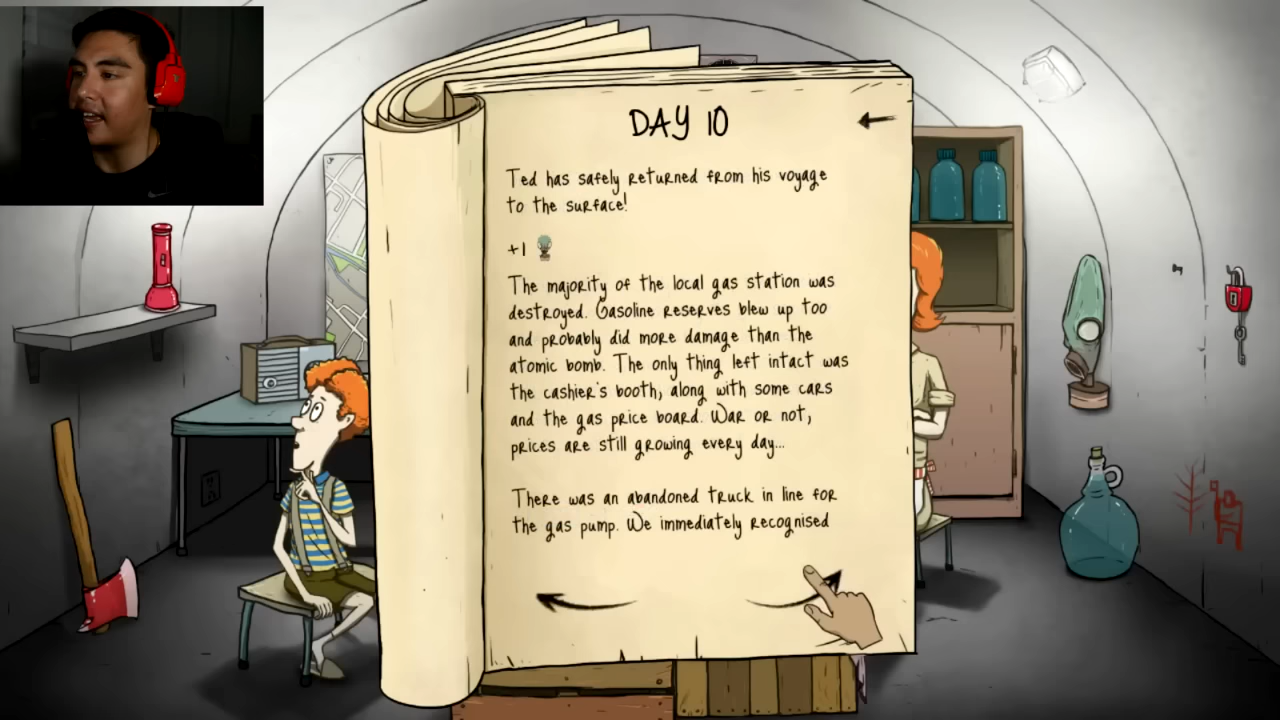 DAY 10
Ted has safely returned from his voyage
to the surface!
+1
The majority of the local gas station was
destroyed. Gasoline reserves blew up too
and probably did more damage than the
atomic bomb. The only thing left intact was
the cashier's booth, along with some cars
and the gas price board. War or not,
prices are still growing every day...
There was an abandoned truck in line for
the gas pump. We immediately recognised